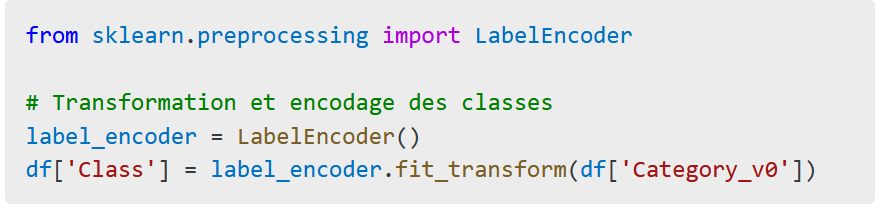 from sklearn.preprocessing import LabelEncoder
# Transformation et encodage des classes
label_encoder = LabelEncoder()
df['Class'] = label_encoder.fit_transform(df['Category_v0'])